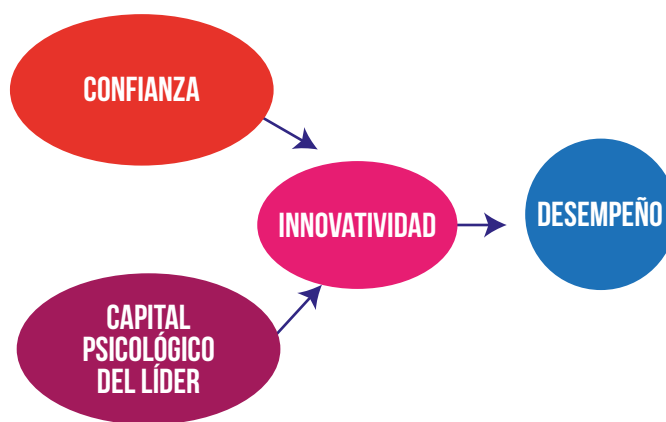 CONFIANZA
INNOVATIVIDAD
DESEMPEÑO
CAPITAL
PSICOLÓGICO
DEL LÍDER